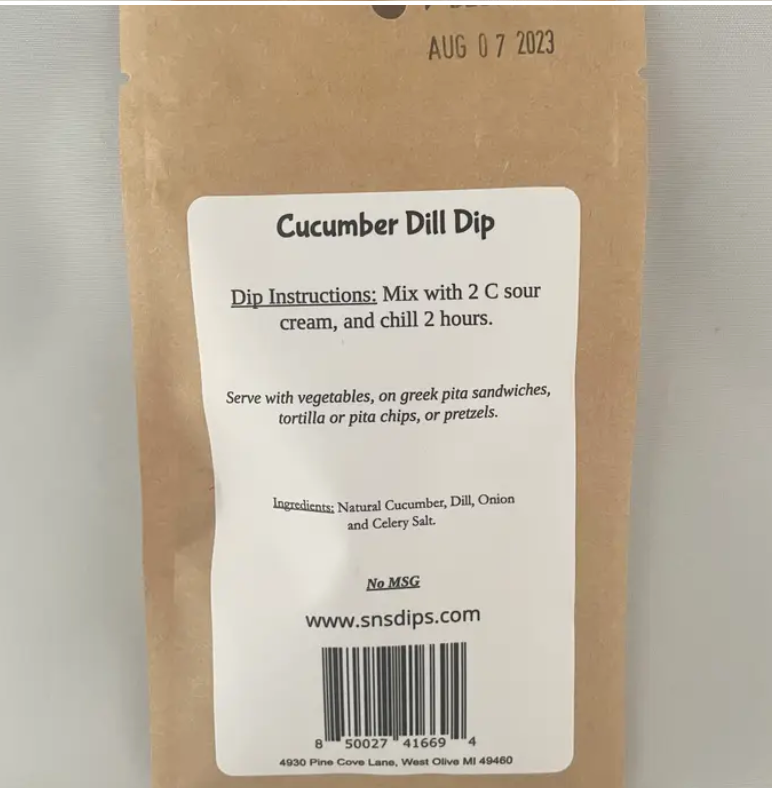 AUG 07 2023
Cucumber Dill Dip
Dip Instructions: Mix with 2 C sour
cream, and chill 2 hours.
Serve with vegetables, on greek pita sandwiches,
tortilla or pita chips, or pretzels.
Ingredients: Natural Cucumber, Dill, Onion
and Celery Salt.
No MSG
www.snsdips.com
8 50027 41669 4
4930 Pine Cove Lane, West Olive MI 49460